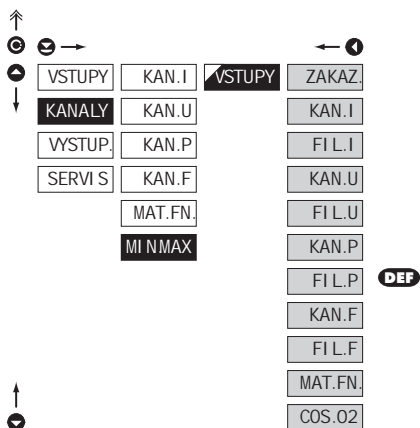 VSTUPY KAN.I VSTUPY ZAKAZ.
KANALY KAN.U KAN.I
VYSTUP. KAN.P FIL.I
SERVIS KAN.F KAN.U
MAT.FN. FIL.U
MINMAX KAN.P
FIL.P DEF
KAN.F
FIL.F
MAT.FN.
COS.02